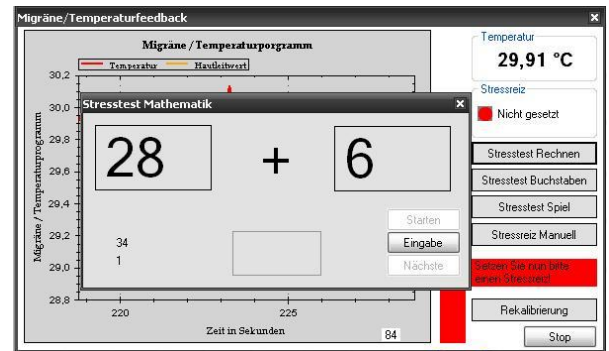 Migräne/Temperaturfeedback
Migräne / Temperaturporgramm
Temperatur Hautleitwert
Migräne / Temperaturprogramm
30,2
30,0
29,8
29,6
29,4
29,2
29,0
28,8
220 225
Zeit in Sekunden
84
Stresstest Mathematik
28 + 6
34
1
Starten
Eingabe
Nächste
Temperatur
29,91 °C
Stressreiz
Nicht gesetzt
Stresstest Rechnen
Stresstest Buchstaben
Stresstest Spiel
Stressreiz Manuell
Setzen Sie nun bitte
einen Stressreiz!
Rekalibrierung
Stop